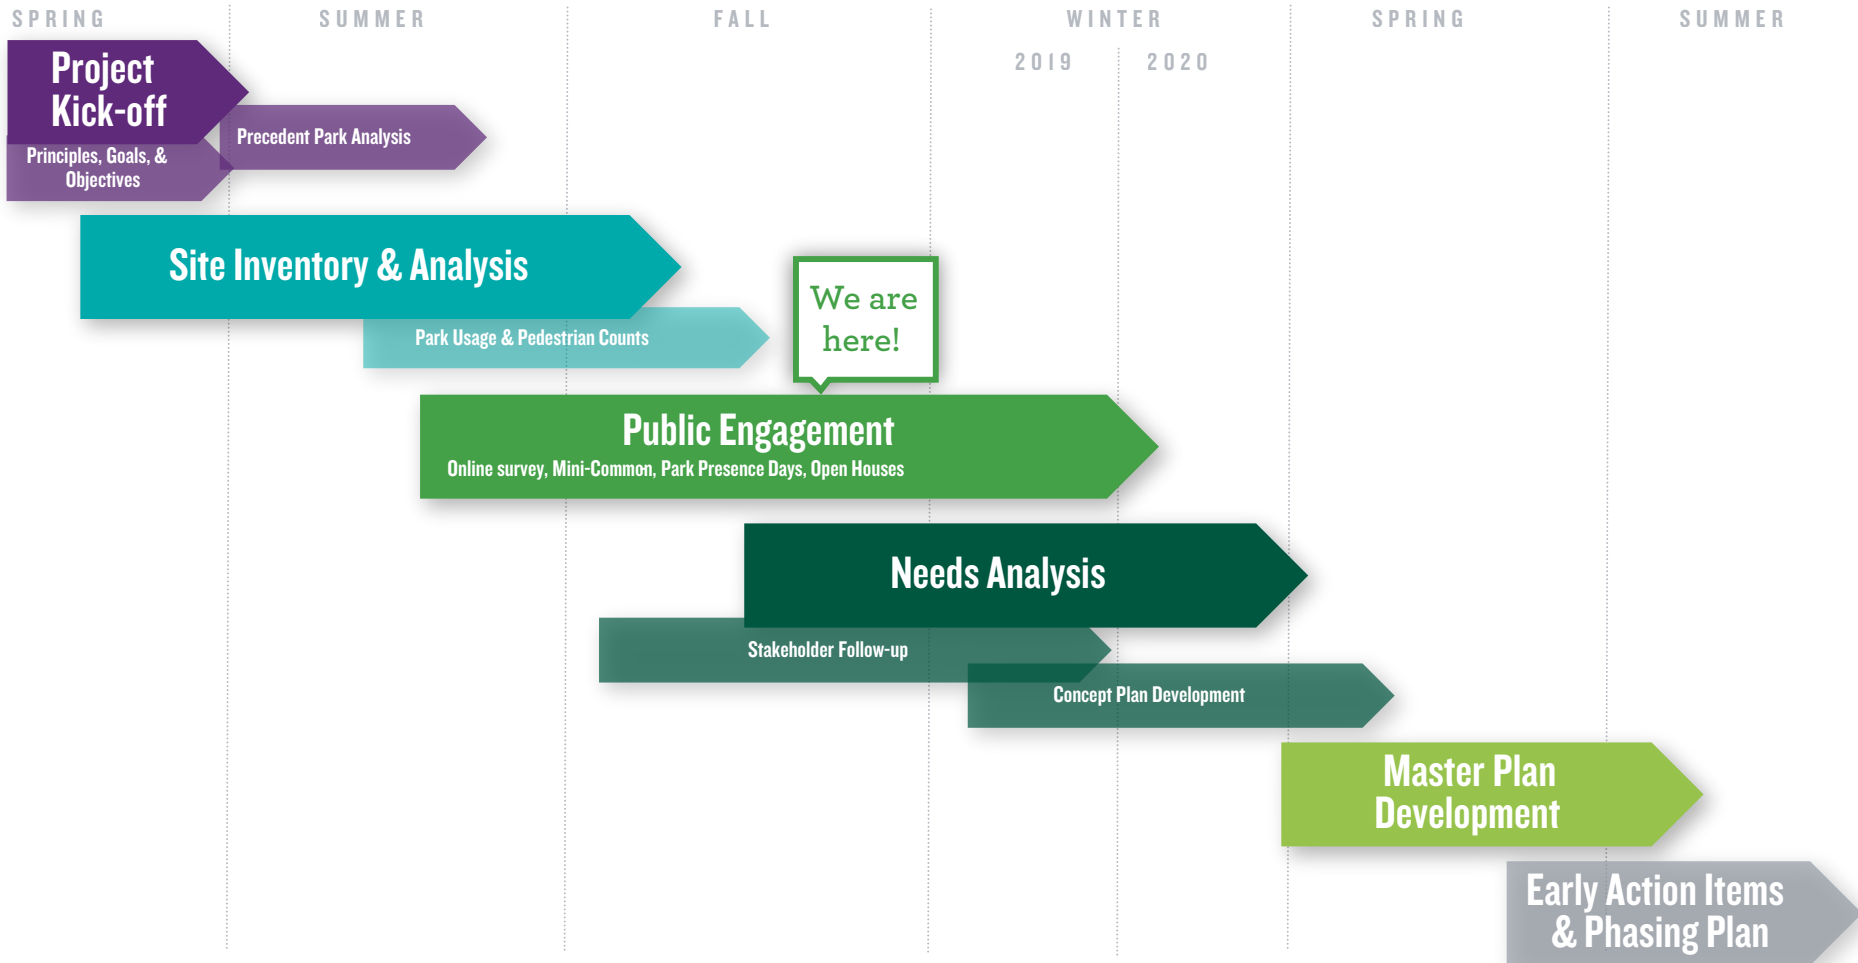 SPRING
SUMMER
FALL
WINTER
SPRING
SUMMER
2019
2020
Project
Kick-off
Principles, Goals, &
Objectives
Precedent Park Analysis
Site Inventory & Analysis
Park Usage & Pedestrian Counts
We are
here!
Public Engagement
Online survey, Mini-Common, Park Presence Days, Open Houses
Needs Analysis
Stakeholder Follow-up
Concept Plan Development
Master Plan
Development
Early Action Items
& Phasing Plan